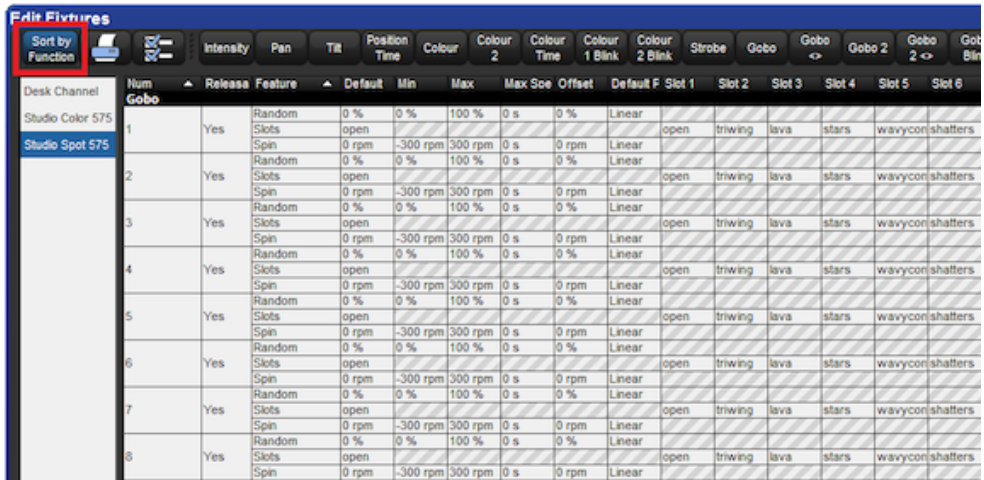 Edit Fixtures
Sort by Function Intensity Pan Tilt Position Time Colour Colour 2 Colour Time Colour 1 Blink Colour 2 Blink Strobe Gobo Gobo <> Gobo 2 Gobo 2 <> Gob Blin
Desk Channel
Studio Color 575
Studio Spot 575
Num Releasa Feature Default Min Max Max Spe Offset Default F Slot 1 Slot 2 Slot 3 Slot 4 Slot 5 Slot 6
Gobo
Random 0 % 0 % 100 % 0 s 0 % Linear
1 Yes Slots open open triwing lava stars wavycon shatters
Spin 0 rpm -300 rpm 300 rpm 0 s 0 rpm Linear
Random 0 % 0 % 100 % 0 s 0 % Linear
2 Yes Slots open open triwing lava stars wavycon shatters
Spin 0 rpm -300 rpm 300 rpm 0 s 0 rpm Linear
Random 0 % 0 % 100 % 0 s 0 % Linear
3 Yes Slots open open triwing lava stars wavycon shatters
Spin 0 rpm -300 rpm 300 rpm 0 s 0 rpm Linear
Random 0 % 0 % 100 % 0 s 0 % Linear
4 Yes Slots open open triwing lava stars wavycon shatters
Spin 0 rpm -300 rpm 300 rpm 0 s 0 rpm Linear
Random 0 % 0 % 100 % 0 s 0 % Linear
5 Yes Slots open open triwing lava stars wavycon shatters
Spin 0 rpm -300 rpm 300 rpm 0 s 0 rpm Linear
Random 0 % 0 % 100 % 0 s 0 % Linear
6 Yes Slots open open triwing lava stars wavycon shatters
Spin 0 rpm -300 rpm 300 rpm 0 s 0 rpm Linear
Random 0 % 0 % 100 % 0 s 0 % Linear
7 Yes Slots open open triwing lava stars wavycon shatters
Spin 0 rpm -300 rpm 300 rpm 0 s 0 rpm Linear
Random 0 % 0 % 100 % 0 s 0 % Linear
8 Yes Slots open open triwing lava stars wavycon shatters
Spin 0 rpm -300 rpm 300 rpm 0 s 0 rpm Linear